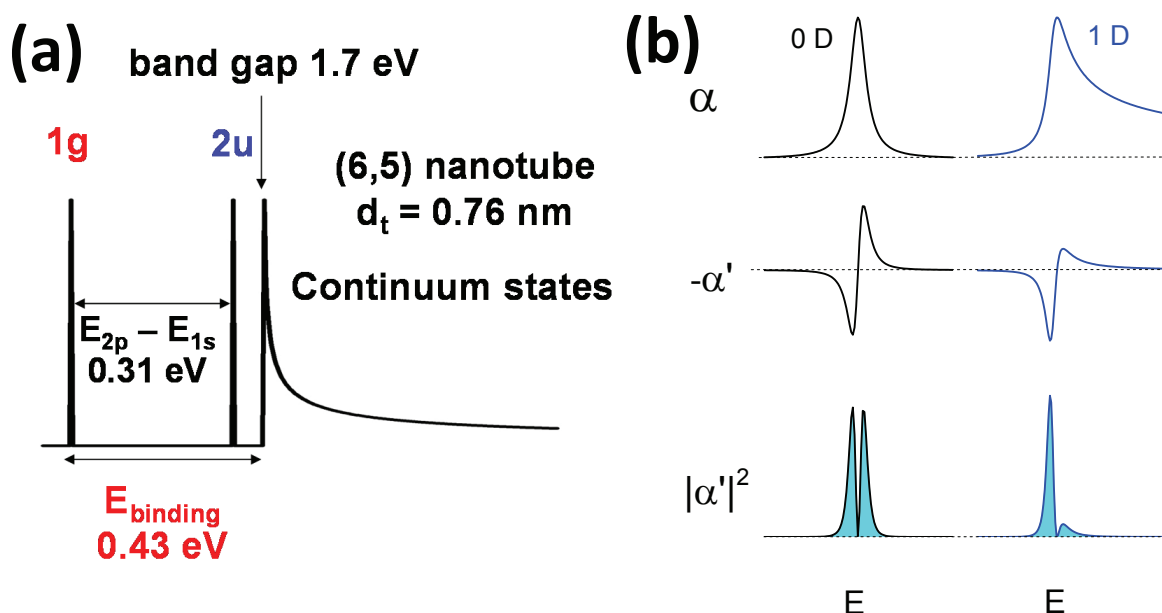 (a)
band gap 1.7 eV
1g
2u
(6,5) nanotube
dₜ = 0.76 nm
Continuum states
E₂ₚ – E₁ₛ
0.31 eV
E_binding
0.43 eV
(b)
0 D
1 D
α
-α'
|α'|²
E
E